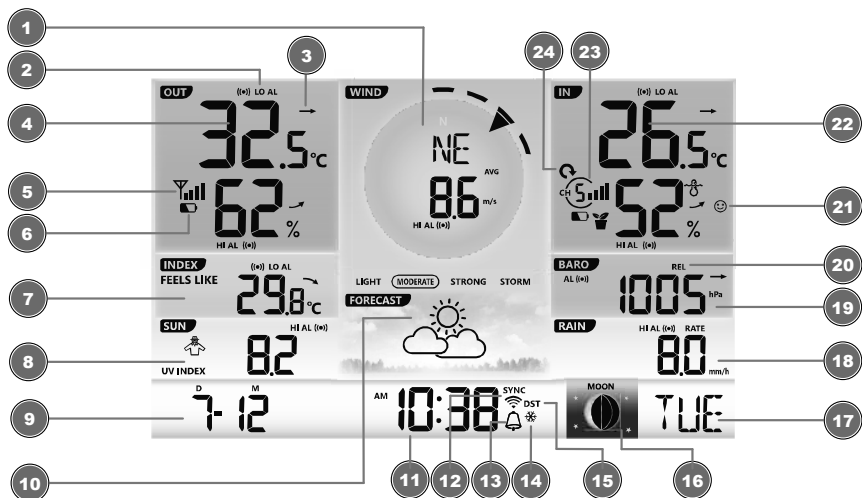 1
2
3
24
23
OUT
((•)) LO AL
4
32.5°C
5
6
62 %
HI AL ((•))
WIND
N
NE
AVG
8.6 m/s
HI AL ((•))
LIGHT MODERATE STRONG STORM
IN
((•)) LO AL
26.5°C
22
CH 5
52 %
21
HI AL ((•))
INDEX
FEELS LIKE
((•)) LO AL
7
29.8°C
FORECAST
BARO
REL
20
AL ((•))
1005 hPa
19
SUN
HI AL ((•))
8
UV INDEX
8.2
RAIN
HI AL ((•)) RATE
8.0 mm/h
18
D M
9
7-12
AM 10:38
SYNC
DST
MOON
TUE
17
10
11
12
13
14
15
16